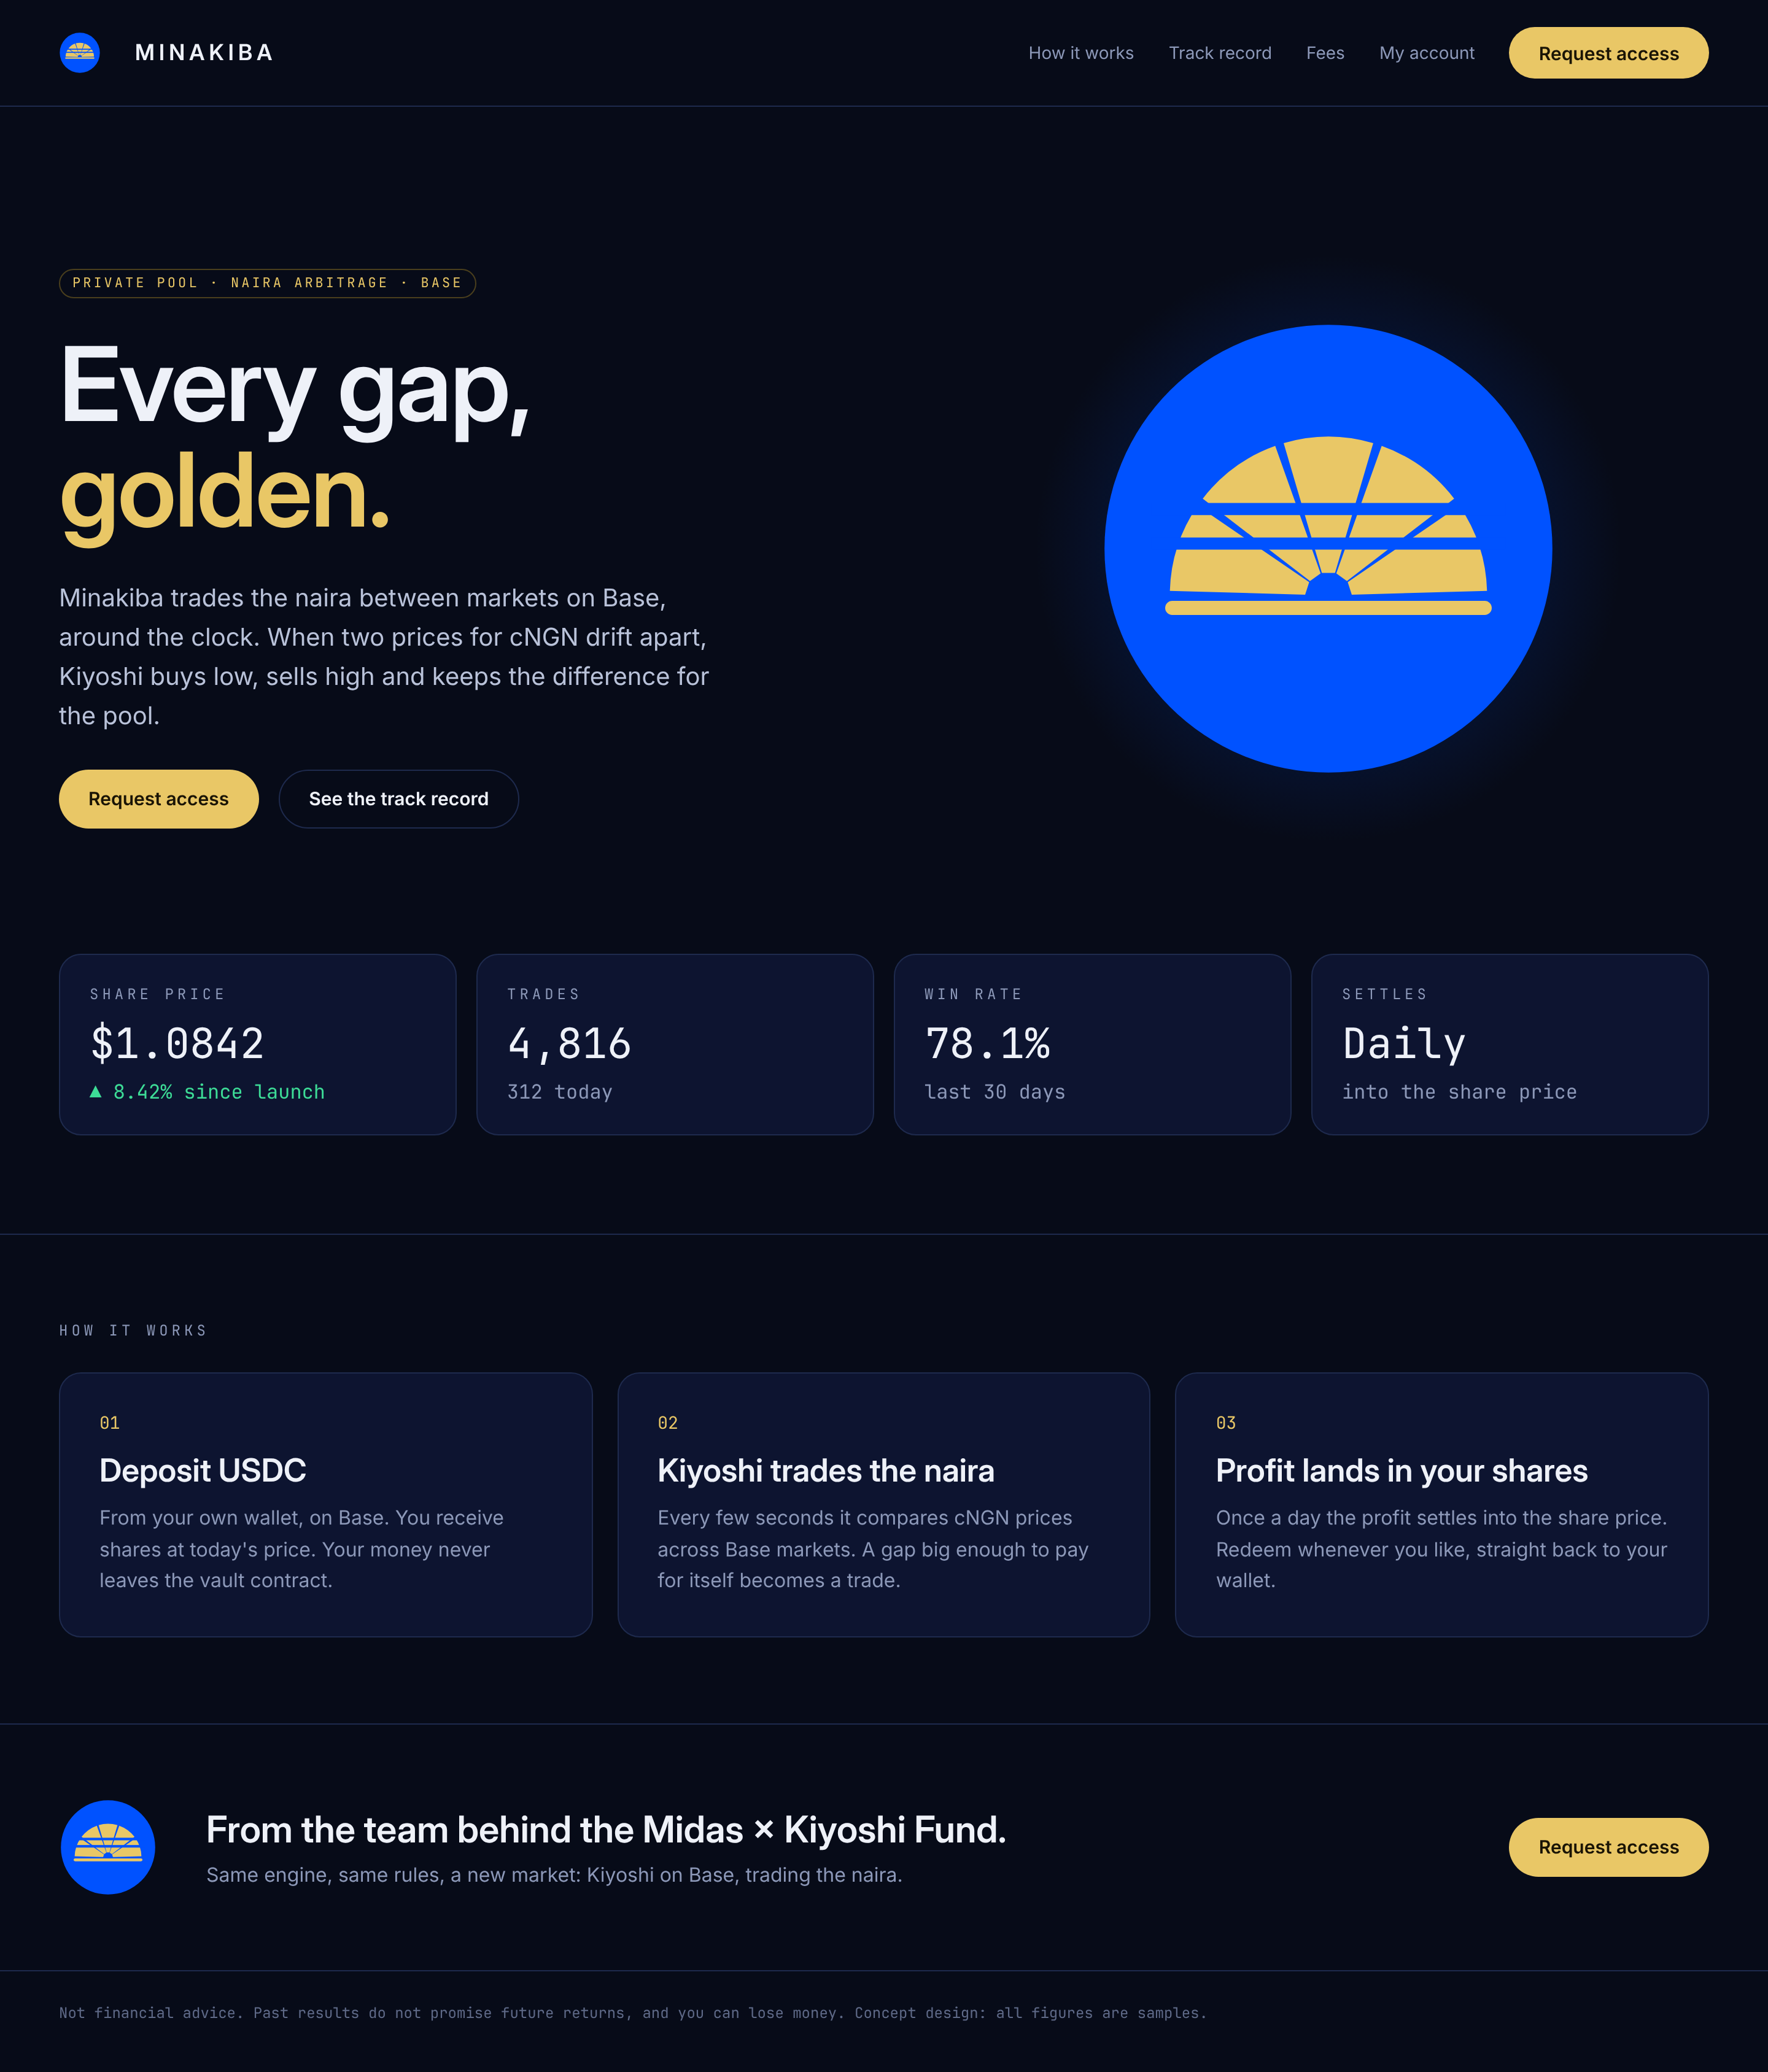 MINAKIBA
How it works
Track record
Fees
My account
Request access
PRIVATE POOL · NAIRA ARBITRAGE · BASE
Every gap,
golden.
Minakiba trades the naira between markets on Base,
around the clock. When two prices for cNGN drift apart,
Kiyoshi buys low, sells high and keeps the difference for
the pool.
Request access
See the track record
SHARE PRICE
$1.0842
▲ 8.42% since launch
TRADES
4,816
312 today
WIN RATE
78.1%
last 30 days
SETTLES
Daily
into the share price
HOW IT WORKS
01
Deposit USDC
From your own wallet, on Base. You receive
shares at today's price. Your money never
leaves the vault contract.
02
Kiyoshi trades the naira
Every few seconds it compares cNGN prices
across Base markets. A gap big enough to pay
for itself becomes a trade.
03
Profit lands in your shares
Once a day the profit settles into the share price.
Redeem whenever you like, straight back to your
wallet.
From the team behind the Midas × Kiyoshi Fund.
Same engine, same rules, a new market: Kiyoshi on Base, trading the naira.
Request access
Not financial advice. Past results do not promise future returns, and you can lose money. Concept design: all figures are samples.